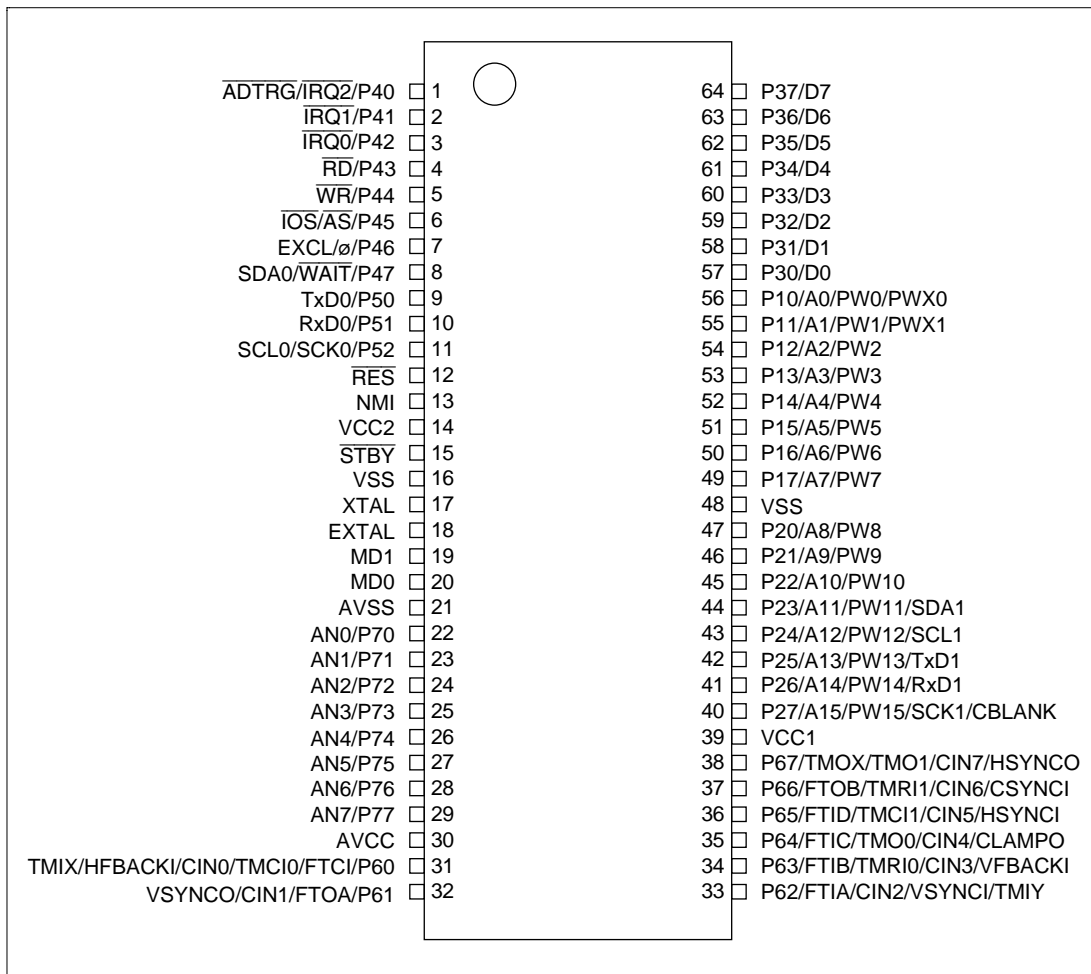 A̅D̅T̅R̅G̅/I̅R̅Q̅2̅/P40 1
I̅R̅Q̅1̅/P41 2
I̅R̅Q̅0̅/P42 3
R̅D̅/P43 4
W̅R̅/P44 5
I̅O̅S̅/A̅S̅/P45 6
EXCL/ø/P46 7
SDA0/W̅A̅I̅T̅/P47 8
TxD0/P50 9
RxD0/P51 10
SCL0/SCK0/P52 11
R̅E̅S̅ 12
NMI 13
VCC2 14
S̅T̅B̅Y̅ 15
VSS 16
XTAL 17
EXTAL 18
MD1 19
MD0 20
AVSS 21
AN0/P70 22
AN1/P71 23
AN2/P72 24
AN3/P73 25
AN4/P74 26
AN5/P75 27
AN6/P76 28
AN7/P77 29
AVCC 30
TMIX/HFBACKI/CIN0/TMCI0/FTCI/P60 31
VSYNCO/CIN1/FTOA/P61 32
64 P37/D7
63 P36/D6
62 P35/D5
61 P34/D4
60 P33/D3
59 P32/D2
58 P31/D1
57 P30/D0
56 P10/A0/PW0/PWX0
55 P11/A1/PW1/PWX1
54 P12/A2/PW2
53 P13/A3/PW3
52 P14/A4/PW4
51 P15/A5/PW5
50 P16/A6/PW6
49 P17/A7/PW7
48 VSS
47 P20/A8/PW8
46 P21/A9/PW9
45 P22/A10/PW10
44 P23/A11/PW11/SDA1
43 P24/A12/PW12/SCL1
42 P25/A13/PW13/TxD1
41 P26/A14/PW14/RxD1
40 P27/A15/PW15/SCK1/CBLANK
39 VCC1
38 P67/TMOX/TMO1/CIN7/HSYNCO
37 P66/FTOB/TMRI1/CIN6/CSYNCI
36 P65/FTID/TMCI1/CIN5/HSYNCI
35 P64/FTIC/TMO0/CIN4/CLAMPO
34 P63/FTIB/TMRI0/CIN3/VFBACKI
33 P62/FTIA/CIN2/VSYNCI/TMIY